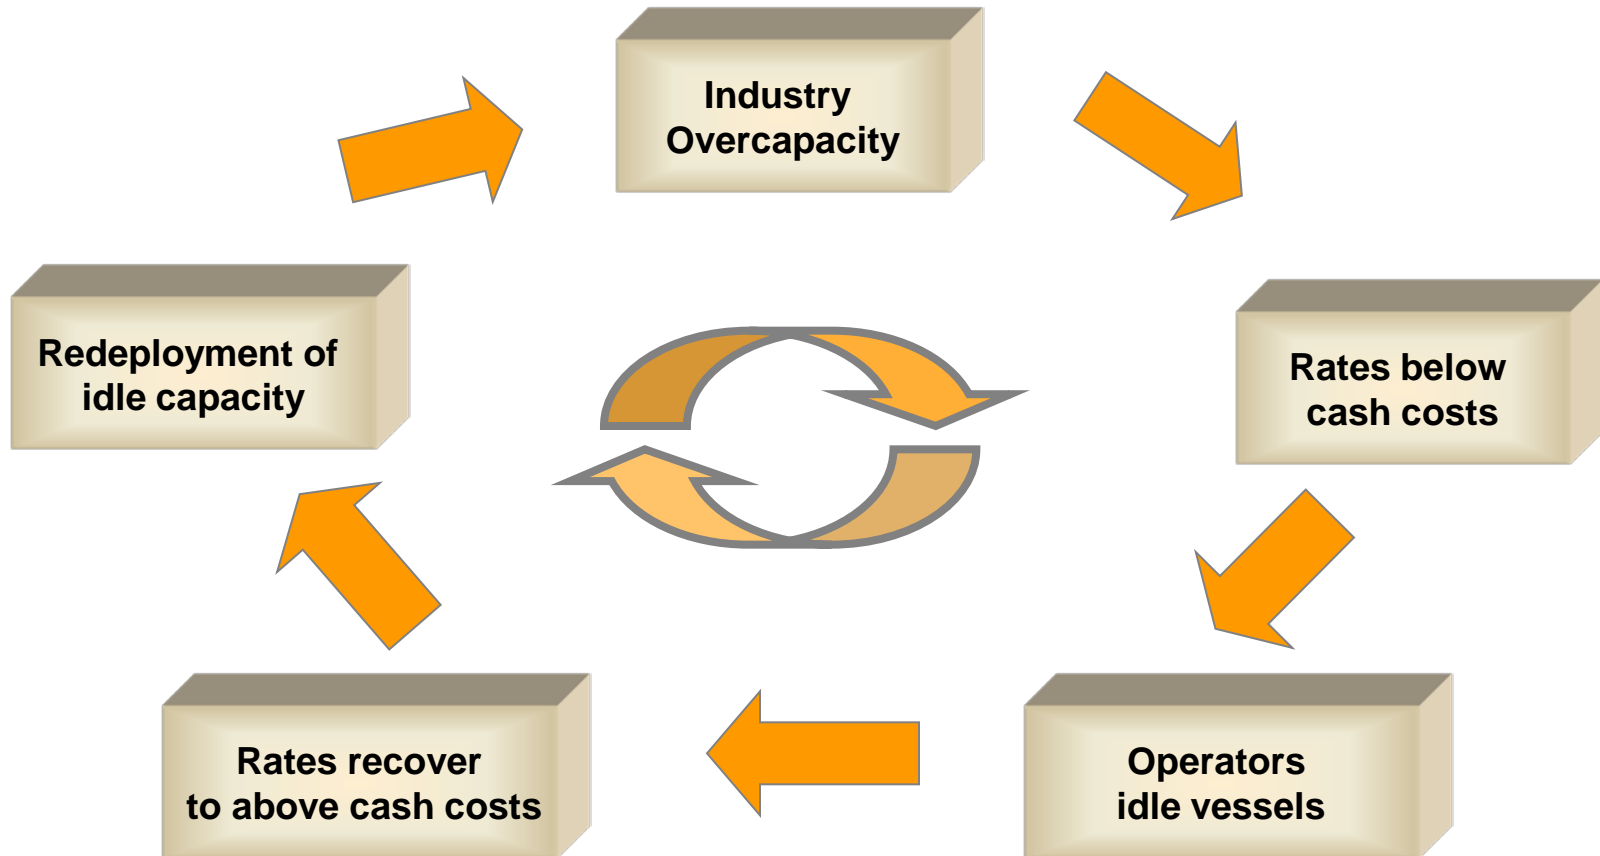 Industry
Overcapacity
Rates below
cash costs
Operators
idle vessels
Rates recover
to above cash costs
Redeployment of
idle capacity